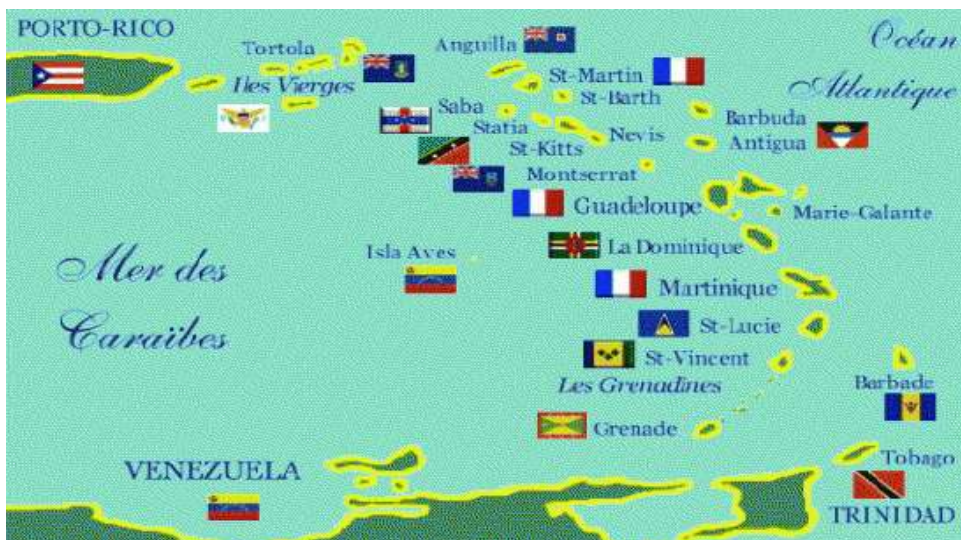 PORTO-RICO
Tortola
Anguilla
Océan
Atlantique
Iles Vierges
St-Martin
St-Barth
Saba
Statia
Nevis
Barbuda
St-Kitts
Antigua
Montserrat
Guadeloupe
Marie-Galante
Isla Aves
La Dominique
Mer des
Caraïbes
Martinique
St-Lucie
St-Vincent
Les Grenadines
Barbade
Grenade
VENEZUELA
Tobago
TRINIDAD